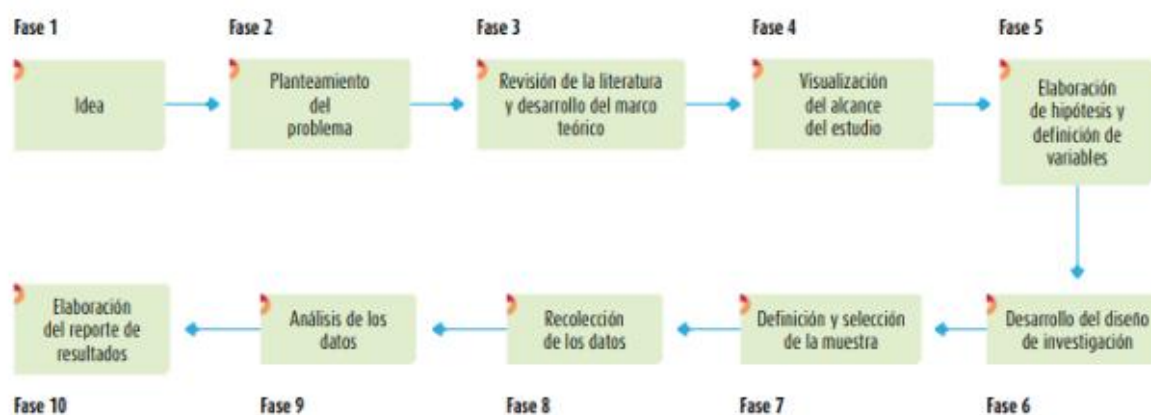 Fase 1
Idea
Fase 2
Planteamiento
del
problema
Fase 3
Revisión de la literatura
y desarrollo del marco
teórico
Fase 4
Visualización
del alcance
del estudio
Fase 5
Elaboración
de hipótesis y
definición de
variables
Desarrollo del diseño
de investigación
Fase 6
Definición y selección
de la muestra
Fase 7
Recolección
de los datos
Fase 8
Análisis de los
datos
Fase 9
Elaboración
del reporte de
resultados
Fase 10